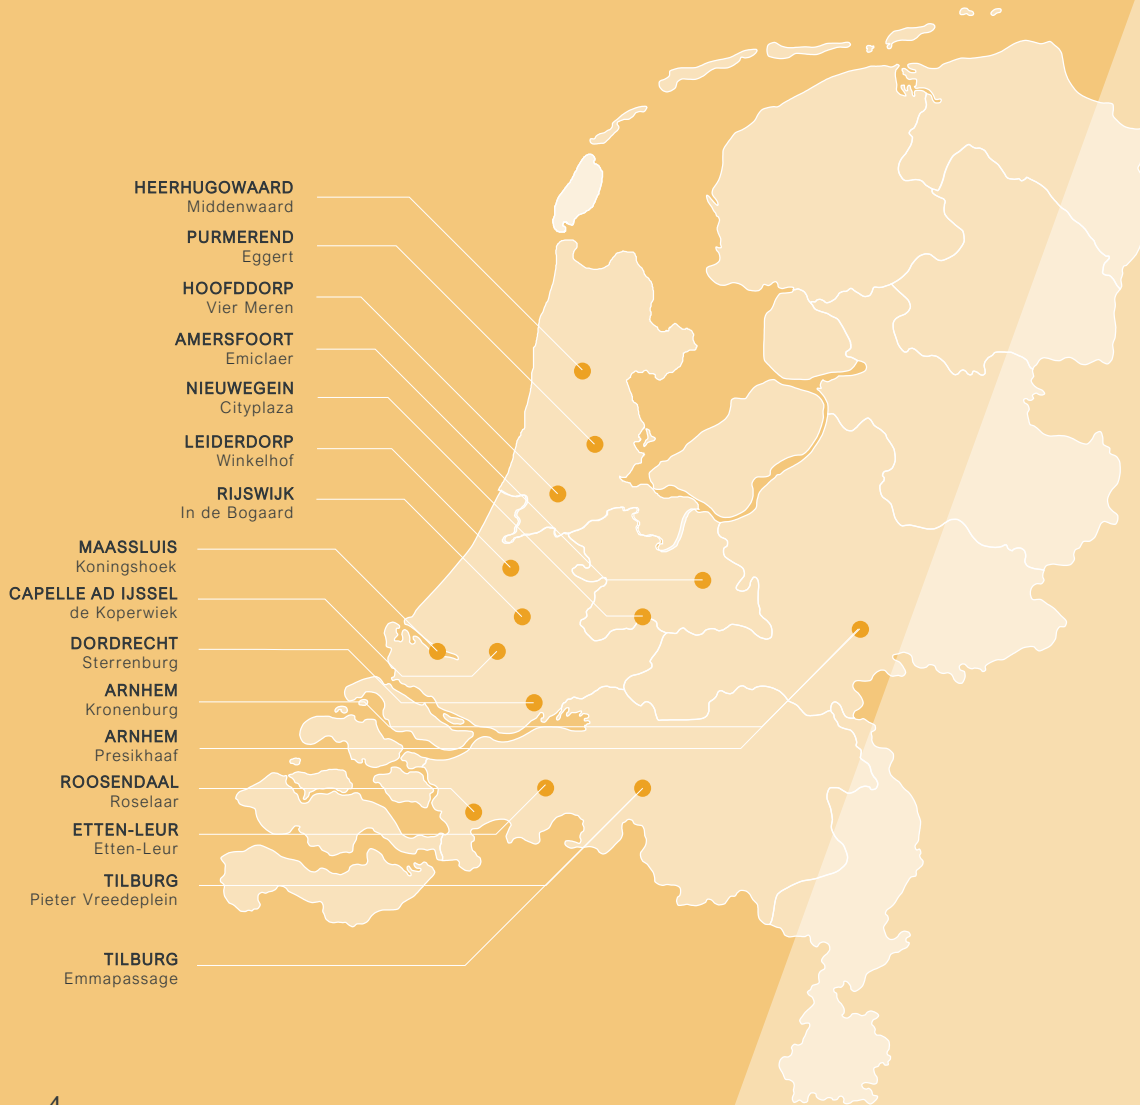 HEERHUGOWAARD
Middenwaard
PURMEREND
Eggert
HOOFDDORP
Vier Meren
AMERSFOORT
Emiclaer
NIEUWEGEIN
Cityplaza
LEIDERDORP
Winkelhof
RIJSWIJK
In de Bogaard
MAASSLUIS
Koningshoek
CAPELLE AD IJSSEL
de Koperwiek
DORDRECHT
Sterrenburg
ARNHEM
Kronenburg
ARNHEM
Presikhaaf
ROOSENDAAL
Roselaar
ETTEN-LEUR
Etten-Leur
TILBURG
Pieter Vreedeplein
TILBURG
Emmapassage
4